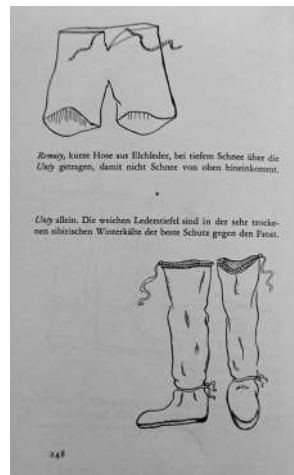 Remuzy, kurze Hose aus Elchleder, bei tiefem Schnee über die
Unty getragen, damit nicht Schnee von oben hineinkommt.
*
Unty allein. Die weichen Lederstiefel sind in der sehr trocke-
nen sibirischen Winterkälte der beste Schutz gegen den Frost.
248